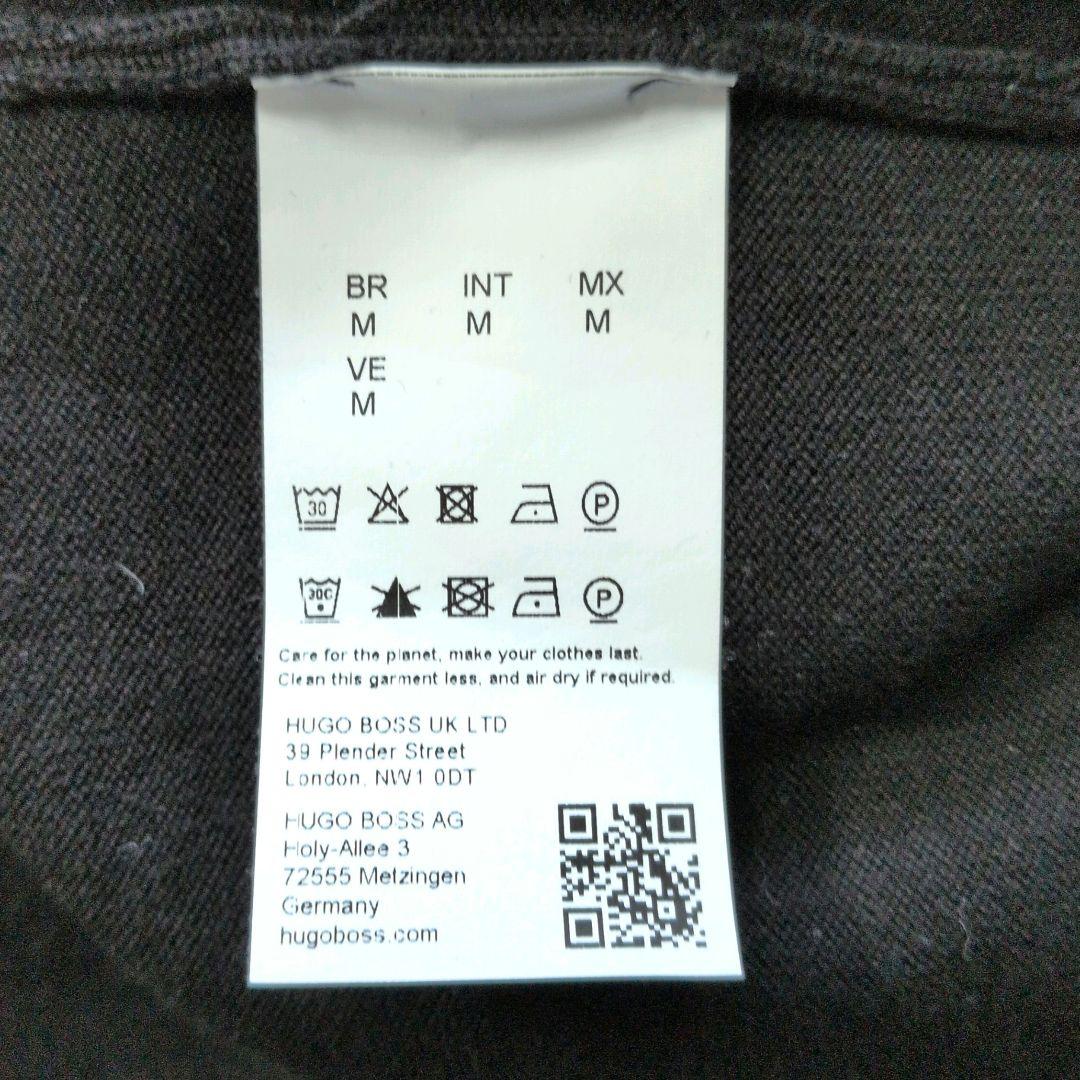 BR INT MX
M M M
VE
M
30 P
30C P
Care for the planet, make your clothes last.
Clean this garment less, and air dry if required.
HUGO BOSS UK LTD
39 Plender Street
London, NW1 0DT
HUGO BOSS AG
Holy-Allee 3
72555 Metzingen
Germany
hugoboss.com